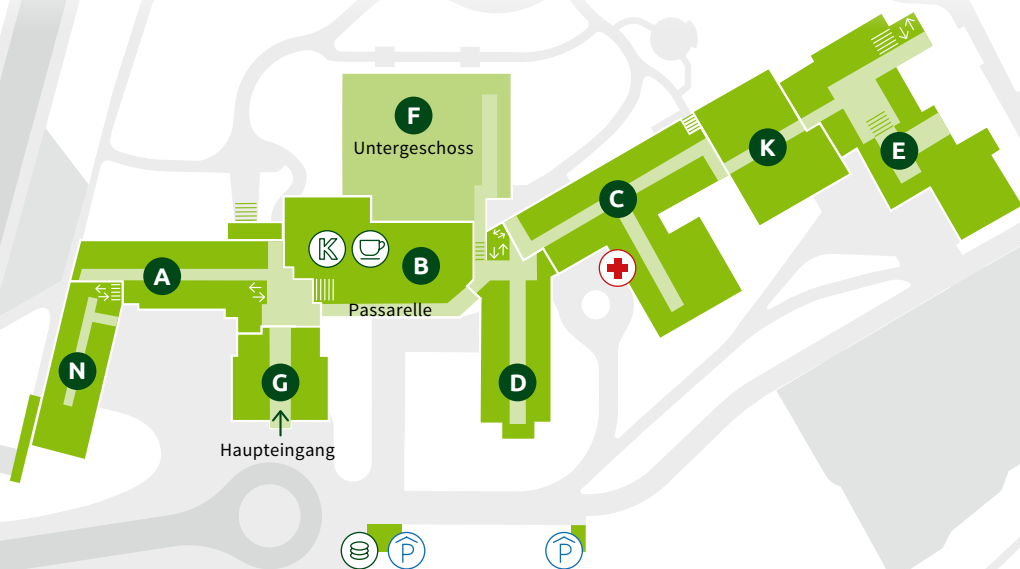 F
Untergeschoss
K
C
E
K
B
A
Passarelle
N
G
D
Haupteingang
P
P